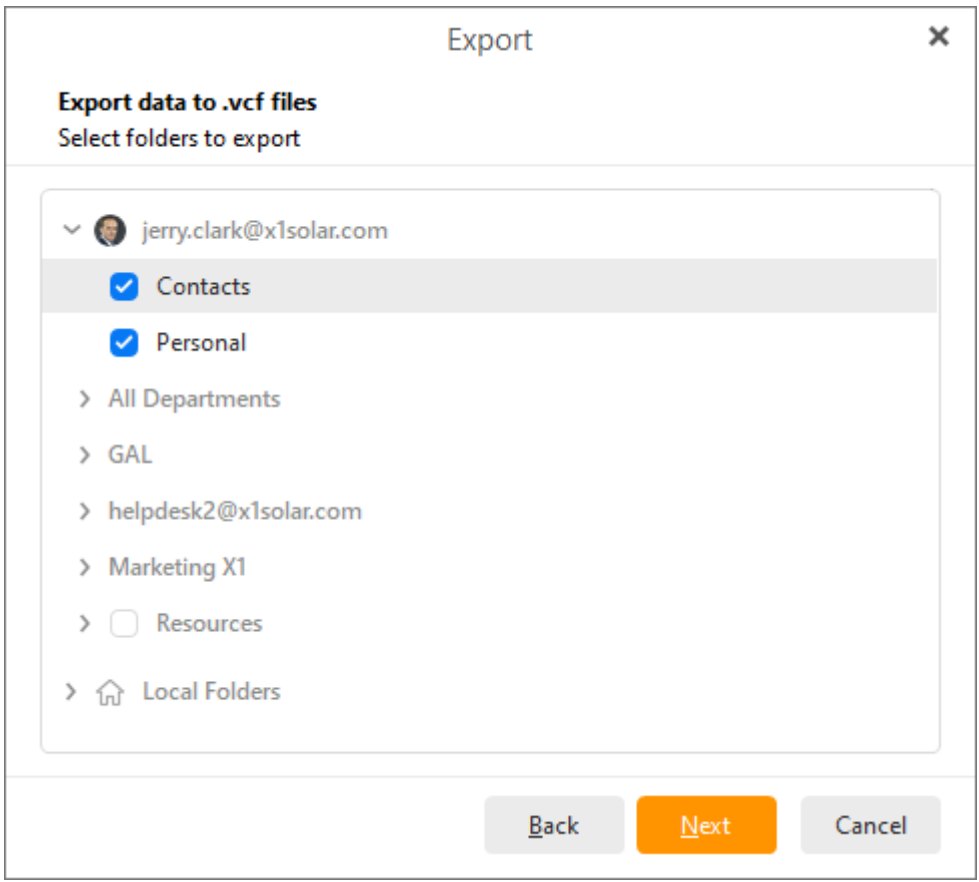 Export
Export data to .vcf files
Select folders to export
jerry.clark@x1solar.com
Contacts
Personal
All Departments
GAL
helpdesk2@x1solar.com
Marketing X1
Resources
Local Folders
Back Next Cancel